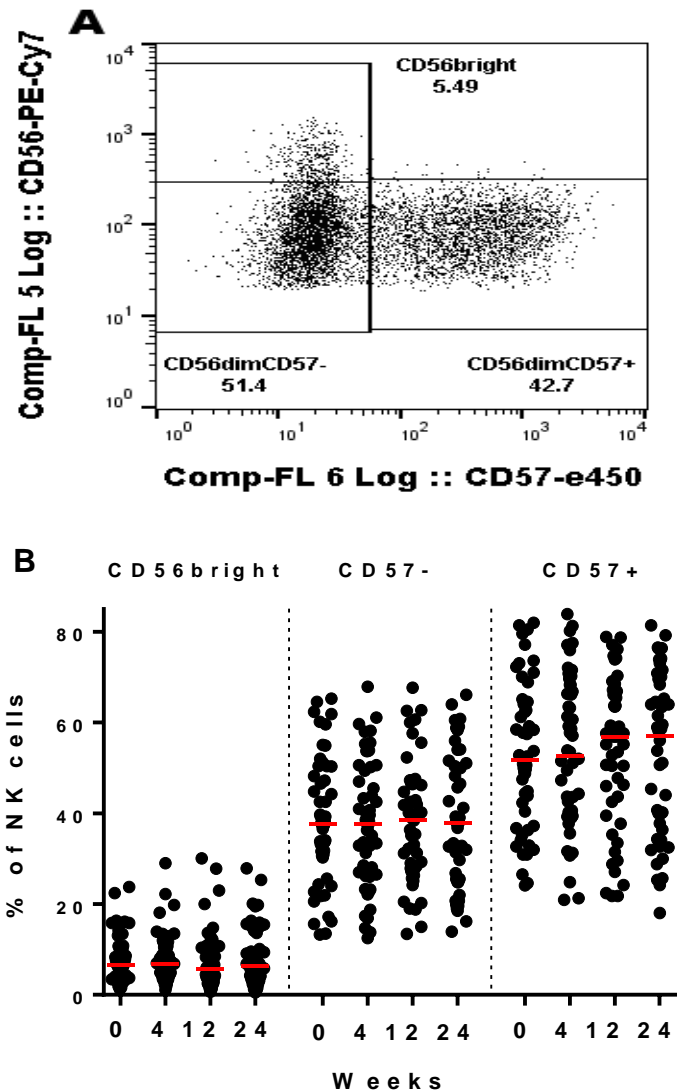 A
Comp-FL 5 Log :: CD56-PE-Cy7
10^4
10^3
10^2
10^1
10^0
CD56bright
5.49
CD56dimCD57-
51.4
CD56dimCD57+
42.7
10^0 10^1 10^2 10^3 10^4
Comp-FL 6 Log :: CD57-e450
B
CD56bright CD57- CD57+
% of NK cells
80
60
40
20
0
0 4 12 24 0 4 12 24 0 4 12 24
Weeks